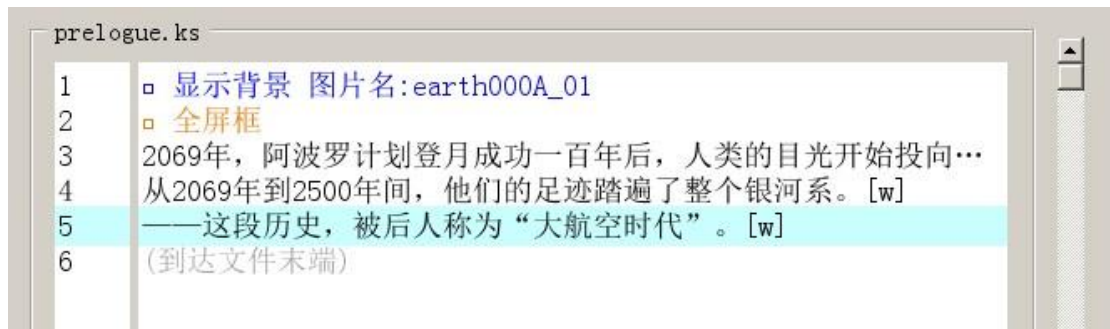 prelogue.ks
1 ▫ 显示背景 图片名:earth000A_01
2 ▫ 全屏框
3 2069年，阿波罗计划登月成功一百年后，人类的目光开始投向…
4 从2069年到2500年间，他们的足迹踏遍了整个银河系。[w]
5 ——这段历史，被后人称为“大航空时代”。[w]
6 (到达文件末端)